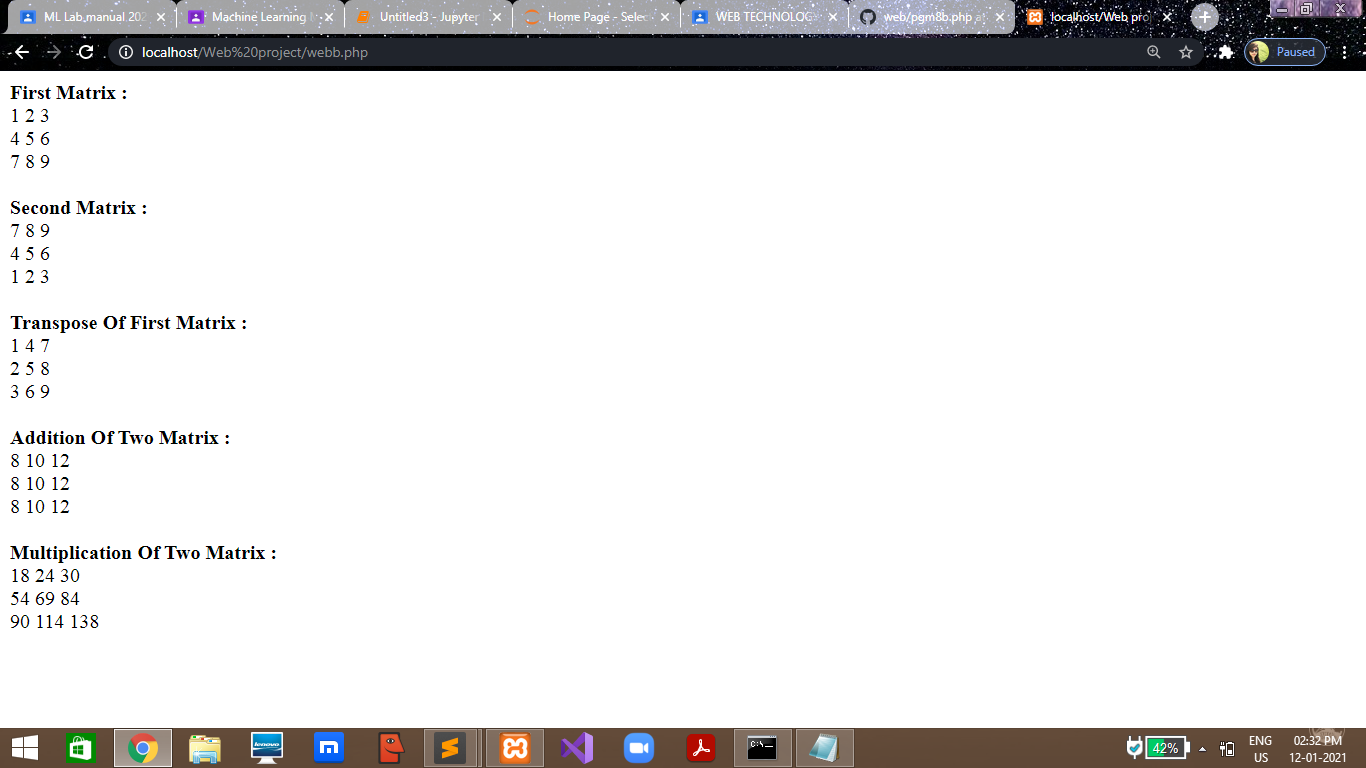 ML Lab manual 202
Machine Learning
Untitled3 - Jupyter
Home Page - Selec
WEB TECHNOLOG
web/pgm8b.php a
localhost/Web pro
localhost/Web%20project/webb.php
Paused
First Matrix :
1 2 3
4 5 6
7 8 9
Second Matrix :
7 8 9
4 5 6
1 2 3
Transpose Of First Matrix :
1 4 7
2 5 8
3 6 9
Addition Of Two Matrix :
8 10 12
8 10 12
8 10 12
Multiplication Of Two Matrix :
18 24 30
54 69 84
90 114 138
lenovo
C:\-
42%
ENG
US
02:32 PM
12-01-2021